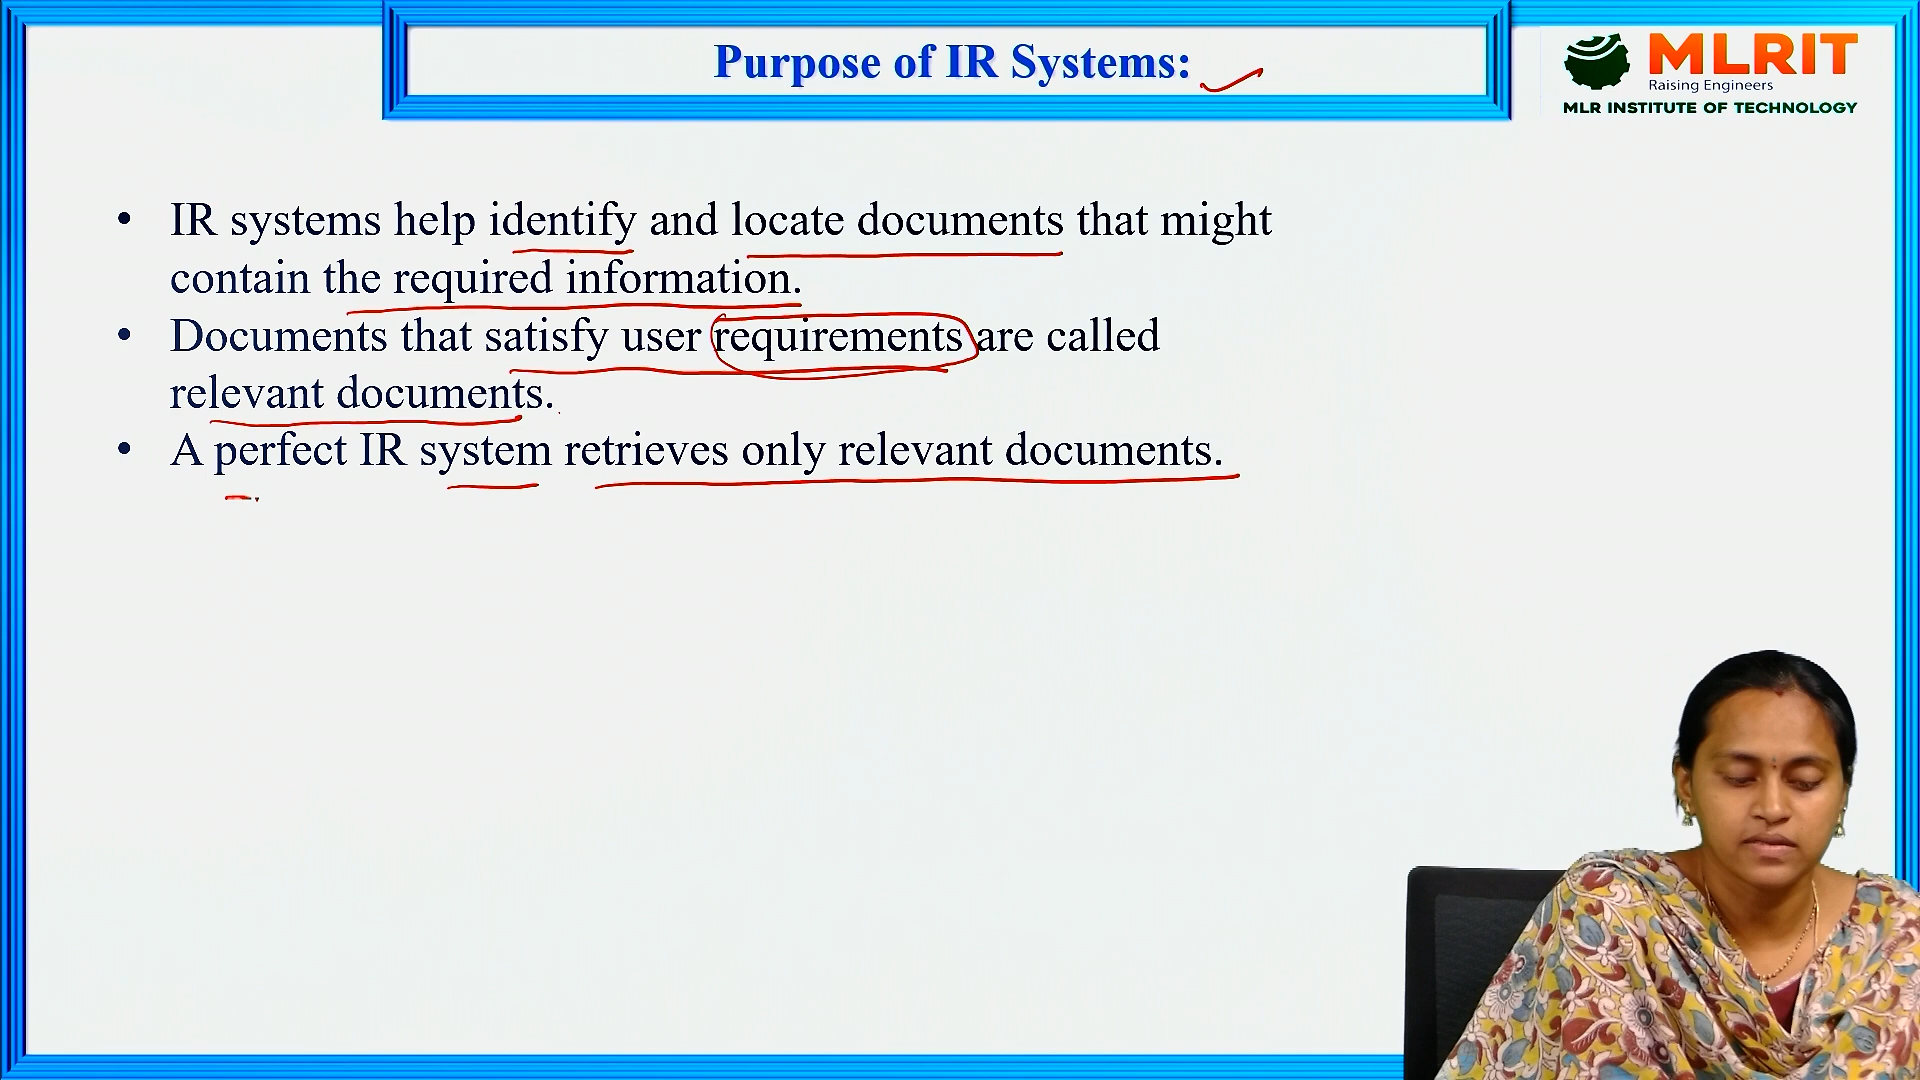 Purpose of IR Systems:
MLRIT
Raising Engineers
MLR INSTITUTE OF TECHNOLOGY
• IR systems help identify and locate documents that might
contain the required information.
• Documents that satisfy user requirements are called
relevant documents.
• A perfect IR system retrieves only relevant documents.